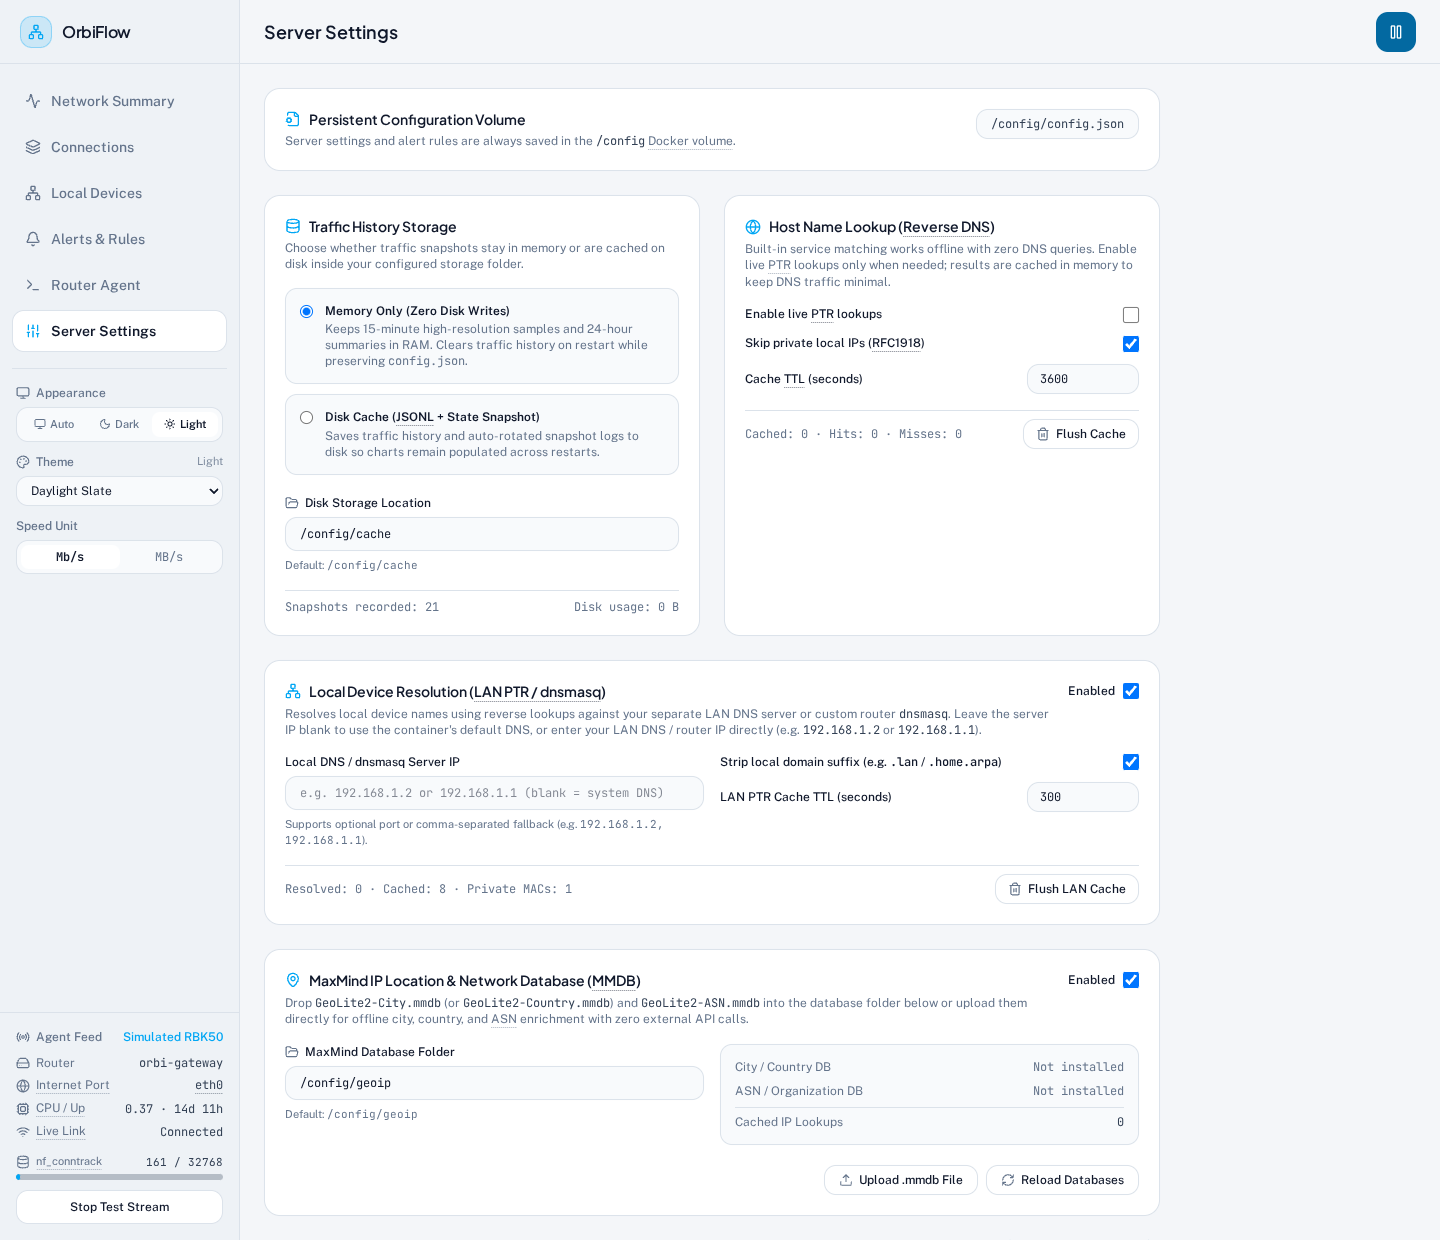 OrbiFlow
Network Summary
Connections
Local Devices
Alerts & Rules
Router Agent
Server Settings
Appearance
Auto
Dark
Light
Theme
Light
Daylight Slate
Speed Unit
Mb/s
MB/s
Agent Feed
Simulated RBK50
Router
orbi-gateway
Internet Port
eth0
CPU / Up
0.37 · 14d 11h
Live Link
Connected
nf_conntrack
161 / 32768
Stop Test Stream
Server Settings
Persistent Configuration Volume
Server settings and alert rules are always saved in the /config Docker volume.
/config/config.json
Traffic History Storage
Choose whether traffic snapshots stay in memory or are cached on
disk inside your configured storage folder.
Memory Only (Zero Disk Writes)
Keeps 15-minute high-resolution samples and 24-hour
summaries in RAM. Clears traffic history on restart while
preserving config.json.
Disk Cache (JSONL + State Snapshot)
Saves traffic history and auto-rotated snapshot logs to
disk so charts remain populated across restarts.
Disk Storage Location
/config/cache
Default: /config/cache
Snapshots recorded: 21
Disk usage: 0 B
Host Name Lookup (Reverse DNS)
Built-in service matching works offline with zero DNS queries. Enable
live PTR lookups only when needed; results are cached in memory to
keep DNS traffic minimal.
Enable live PTR lookups
Skip private local IPs (RFC1918)
Cache TTL (seconds)
3600
Cached: 0 · Hits: 0 · Misses: 0
Flush Cache
Local Device Resolution (LAN PTR / dnsmasq)
Enabled
Resolves local device names using reverse lookups against your separate LAN DNS server or custom router dnsmasq. Leave the server
IP blank to use the container's default DNS, or enter your LAN DNS / router IP directly (e.g. 192.168.1.2 or 192.168.1.1).
Local DNS / dnsmasq Server IP
e.g. 192.168.1.2 or 192.168.1.1 (blank = system DNS)
Supports optional port or comma-separated fallback (e.g. 192.168.1.2,
192.168.1.1).
Strip local domain suffix (e.g. .lan / .home.arpa)
LAN PTR Cache TTL (seconds)
300
Resolved: 0 · Cached: 8 · Private MACs: 1
Flush LAN Cache
MaxMind IP Location & Network Database (MMDB)
Enabled
Drop GeoLite2-City.mmdb (or GeoLite2-Country.mmdb) and GeoLite2-ASN.mmdb into the database folder below or upload them
directly for offline city, country, and ASN enrichment with zero external API calls.
MaxMind Database Folder
/config/geoip
Default: /config/geoip
City / Country DB
Not installed
ASN / Organization DB
Not installed
Cached IP Lookups
0
Upload .mmdb File
Reload Databases